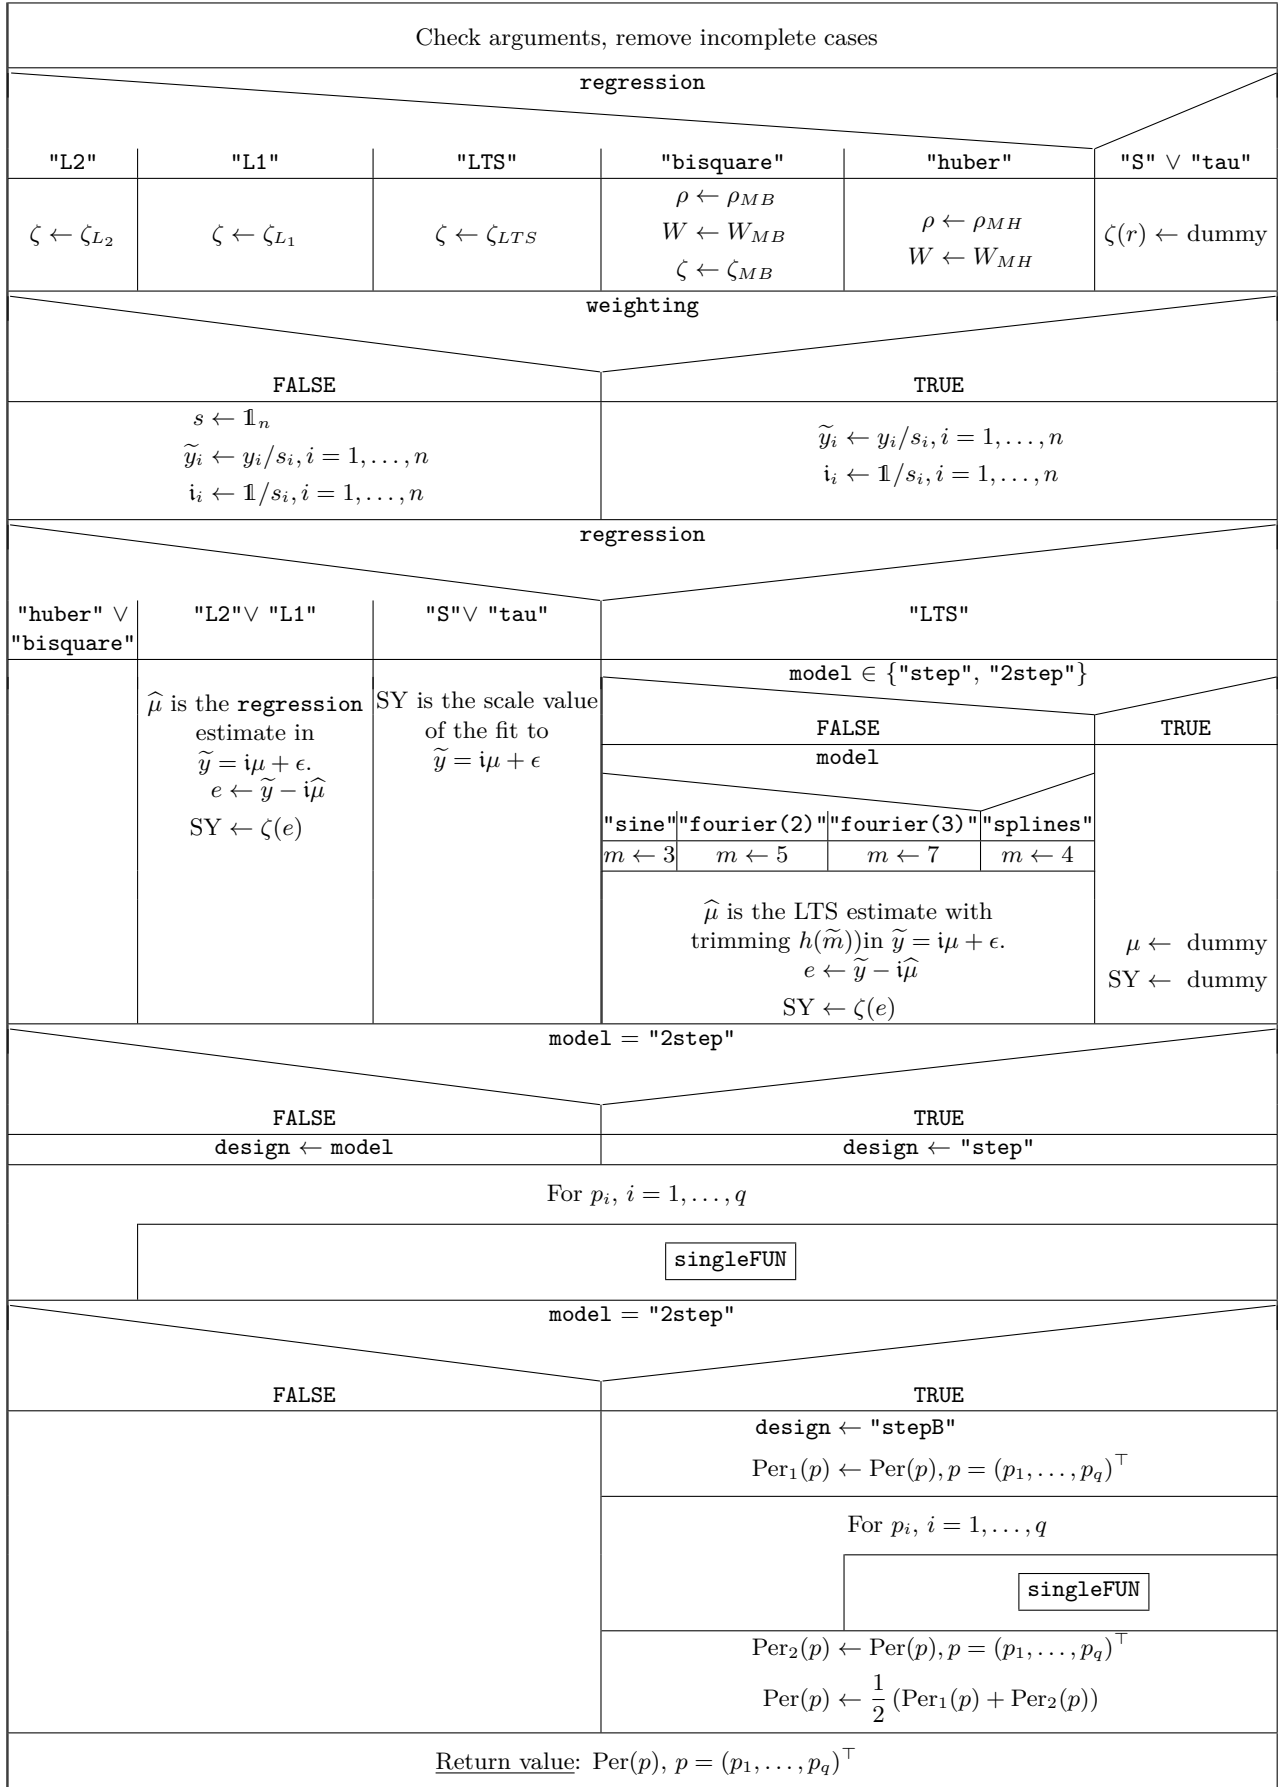 Check arguments, remove incomplete cases
regression
"L2" "L1" "LTS" "bisquare" "huber" "S" ∨ "tau"
ζ ← ζ_{L_2} ζ ← ζ_{L_1} ζ ← ζ_{LTS} ρ ← ρ_{MB} ρ ← ρ_{MH} ζ(r) ← dummy
W ← W_{MB} W ← W_{MH}
ζ ← ζ_{MB}
weighting
FALSE TRUE
s ← 𝟙_n
ỹ_i ← y_i/s_i, i = 1, . . . , n ỹ_i ← y_i/s_i, i = 1, . . . , n
𝔦_i ← 𝟙/s_i, i = 1, . . . , n 𝔦_i ← 𝟙/s_i, i = 1, . . . , n
regression
"huber" ∨ "L2"∨ "L1" "S"∨ "tau" "LTS"
"bisquare"
model ∈ {"step", "2step"}
μ̂ is the regression SY is the scale value
estimate in of the fit to
ỹ = 𝔦μ + ϵ. ỹ = 𝔦μ + ϵ
e ← ỹ − 𝔦μ̂
SY ← ζ(e)
FALSE TRUE
model
"sine" "fourier(2)" "fourier(3)" "splines"
m ← 3 m ← 5 m ← 7 m ← 4
μ̂ is the LTS estimate with
trimming h(m̃))in ỹ = 𝔦μ + ϵ.
e ← ỹ − 𝔦μ̂
SY ← ζ(e)
μ ← dummy
SY ← dummy
model = "2step"
FALSE TRUE
design ← model design ← "step"
For p_i, i = 1, . . . , q
singleFUN
model = "2step"
FALSE TRUE
design ← "stepB"
Per_1(p) ← Per(p), p = (p_1, . . . , p_q)^⊤
For p_i, i = 1, . . . , q
singleFUN
Per_2(p) ← Per(p), p = (p_1, . . . , p_q)^⊤
Per(p) ← 1/2 (Per_1(p) + Per_2(p))
Return value: Per(p), p = (p_1, . . . , p_q)^⊤